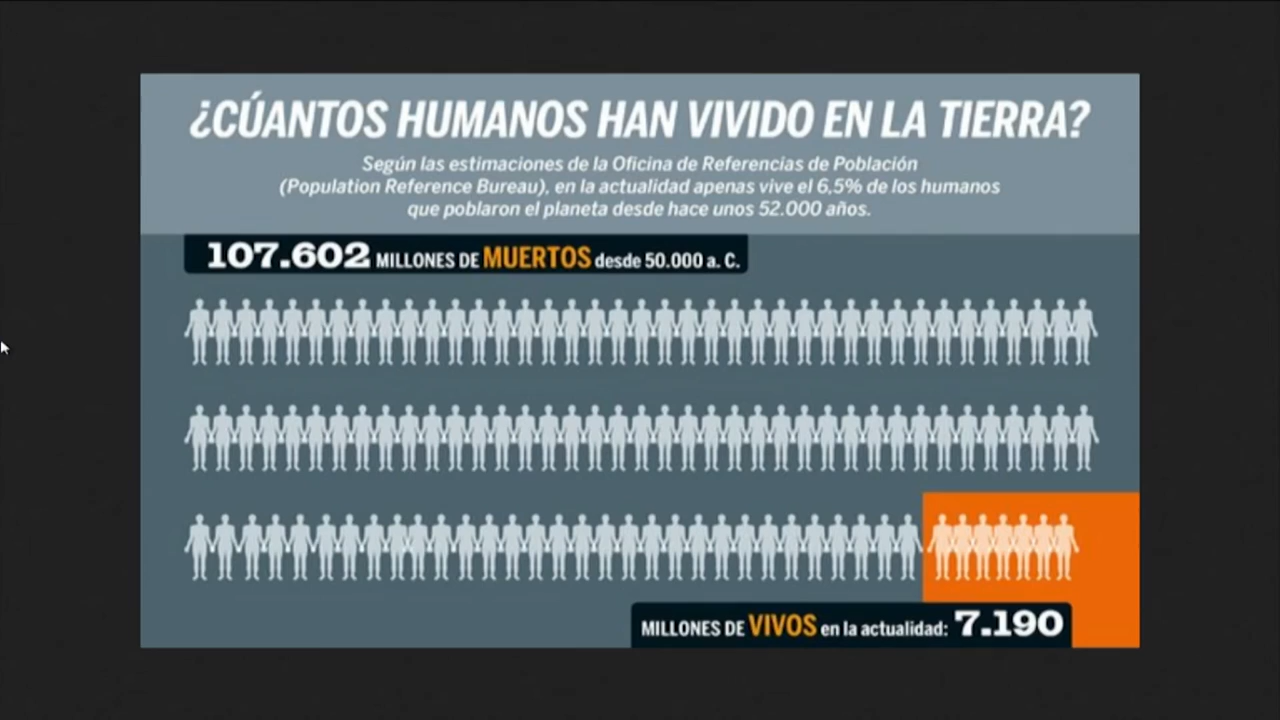 ¿CÚANTOS HUMANOS HAN VIVIDO EN LA TIERRA?
Según las estimaciones de la Oficina de Referencias de Población
(Population Reference Bureau), en la actualidad apenas vive el 6,5% de los humanos
que poblaron el planeta desde hace unos 52.000 años.
107.602 MILLONES DE MUERTOS desde 50.000 a. C.
MILLONES DE VIVOS en la actualidad: 7.190